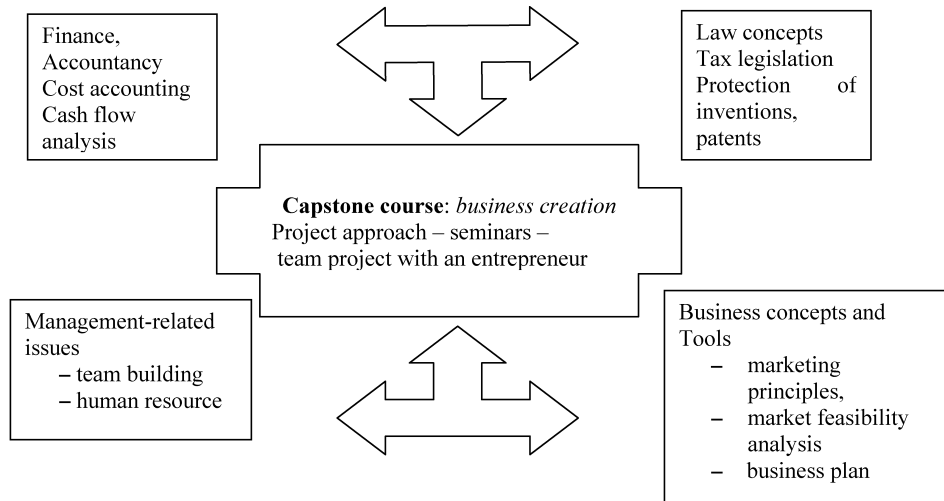 Finance,
Accountancy
Cost accounting
Cash flow
analysis
Law concepts
Tax legislation
Protection of
inventions,
patents
Capstone course: business creation
Project approach – seminars –
team project with an entrepreneur
Management-related
issues
– team building
– human resource
Business concepts and
Tools
– marketing
principles,
– market feasibility
analysis
– business plan